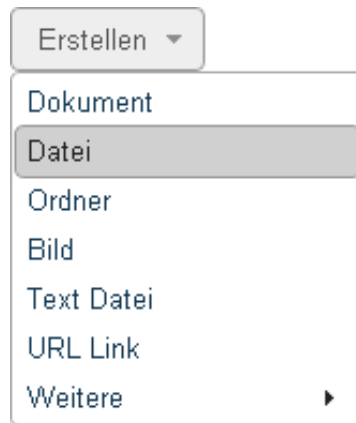 Erstellen
Dokument
Datei
Ordner
Bild
Text Datei
URL Link
Weitere